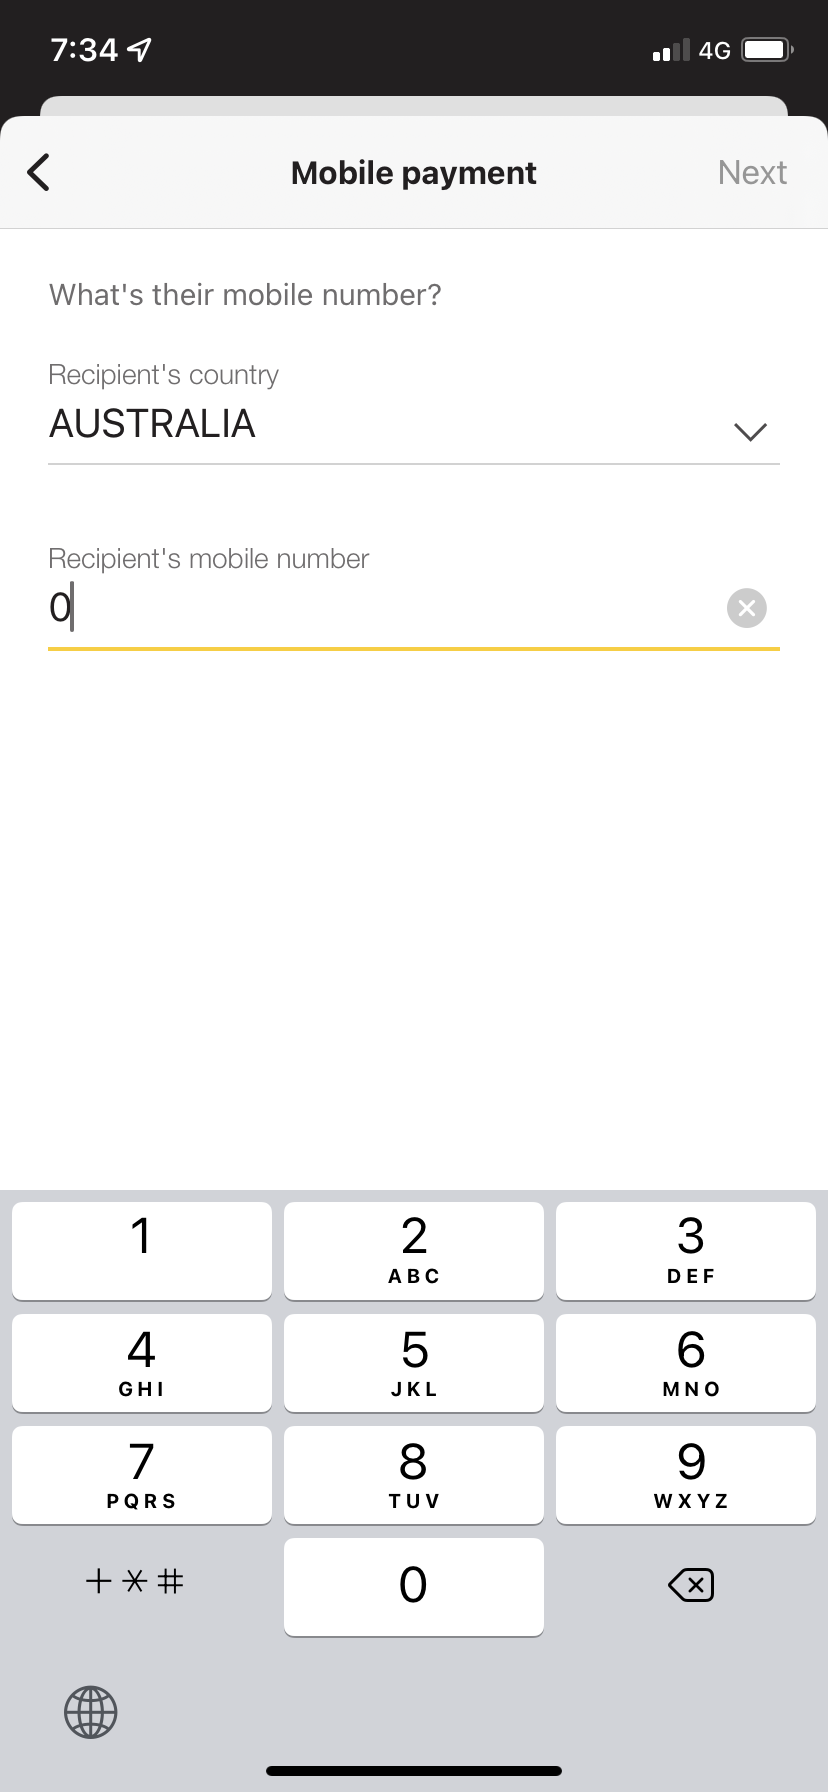 7:34 4G
Mobile payment Next
What's their mobile number?
Recipient's country
AUSTRALIA
Recipient's mobile number
0
1 2 3
ABC DEF
4 5 6
GHI JKL MNO
7 8 9
PQRS TUV WXYZ
+*# 0